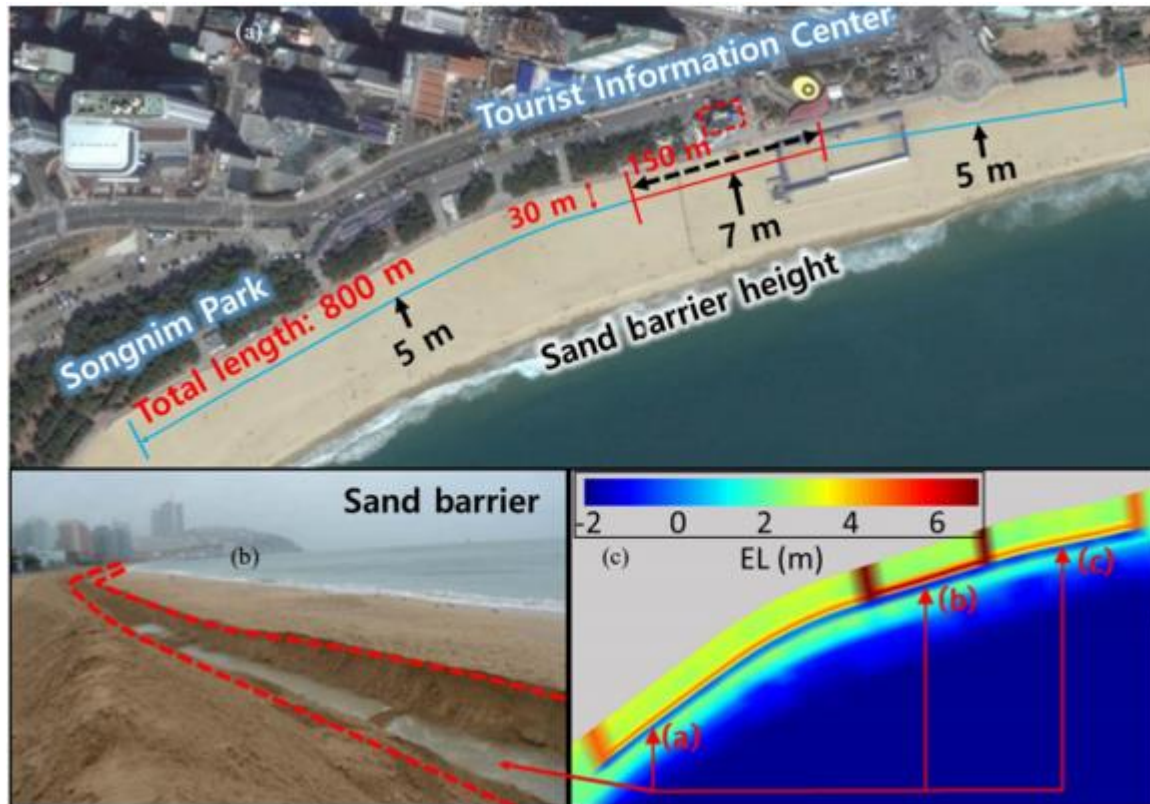 (a)
Tourist Information Center
150 m
30 m
5 m
7 m
Songnim Park
Total length: 800 m
5 m
Sand barrier height
Sand barrier
(b)
-2 0 2 4 6
(c)
EL (m)
(c)
(b)
(a)